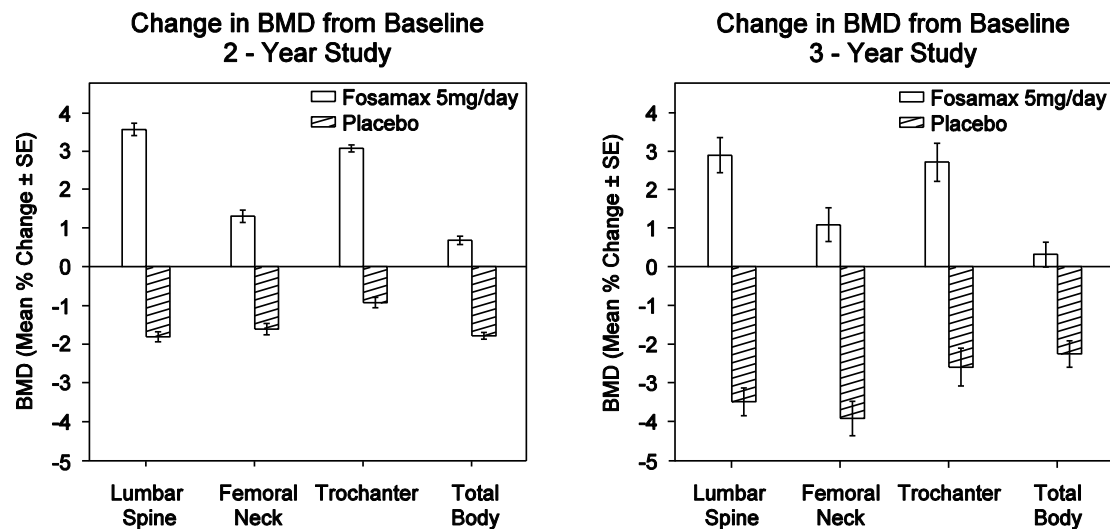 Change in BMD from Baseline
2 - Year Study
Fosamax 5mg/day
Placebo
BMD (Mean % Change ± SE)
4
3
2
1
0
-1
-2
-3
-4
-5
Lumbar Spine
Femoral Neck
Trochanter
Total Body
Change in BMD from Baseline
3 - Year Study
Fosamax 5mg/day
Placebo
BMD (Mean % Change ± SE)
4
3
2
1
0
-1
-2
-3
-4
-5
Lumbar Spine
Femoral Neck
Trochanter
Total Body